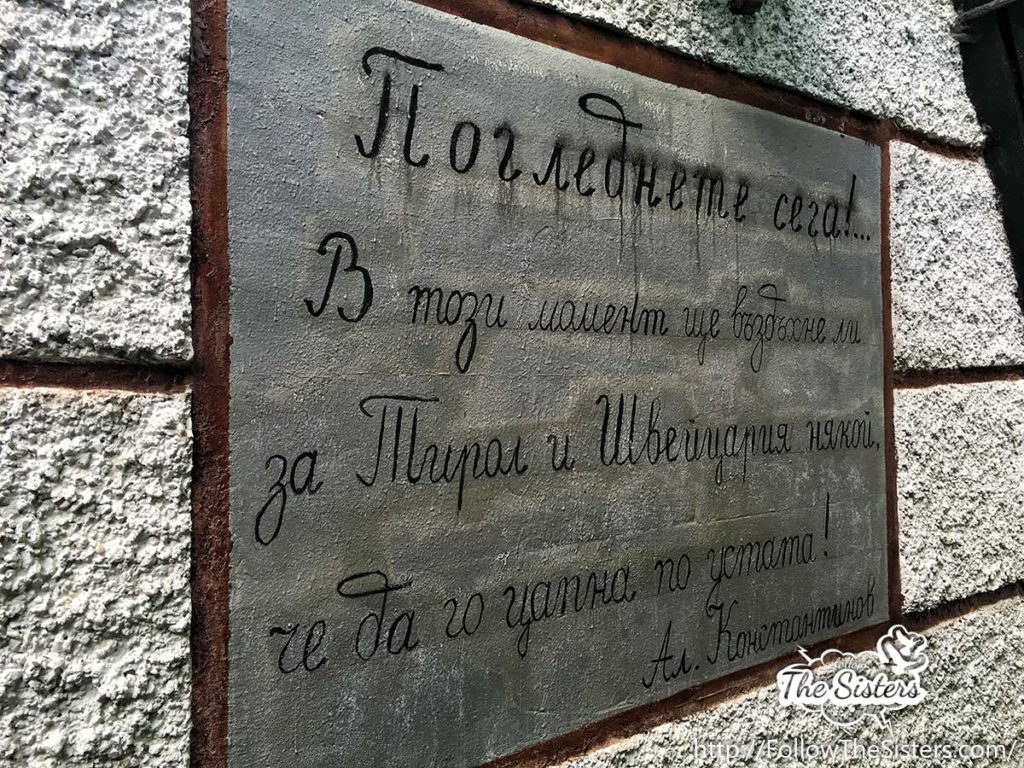 Погледнете сега!...
В този момент ще въздъхне ли
за Тирол и Швейцария някой,
че да го цапна по устата!
Ал. Константинов
Follow
The Sisters
http://FollowTheSisters.com/